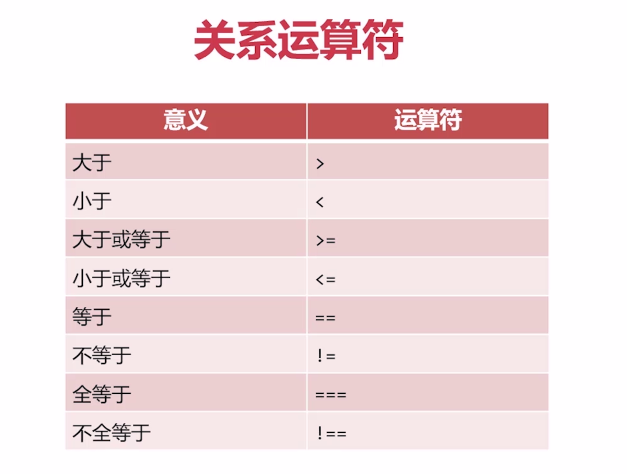 关系运算符
意义 运算符
大于 >
小于 <
大于或等于 >=
小于或等于 <=
等于 ==
不等于 !=
全等于 ===
不全等于 !==